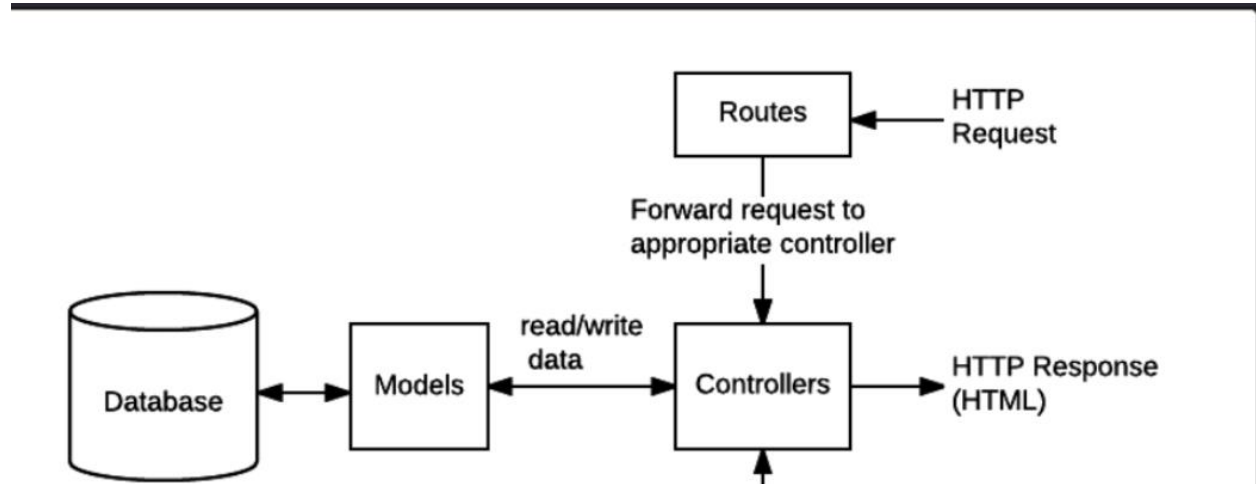 Routes
HTTP
Request
Forward request to
appropriate controller
Database
Models
read/write
data
Controllers
HTTP Response
(HTML)